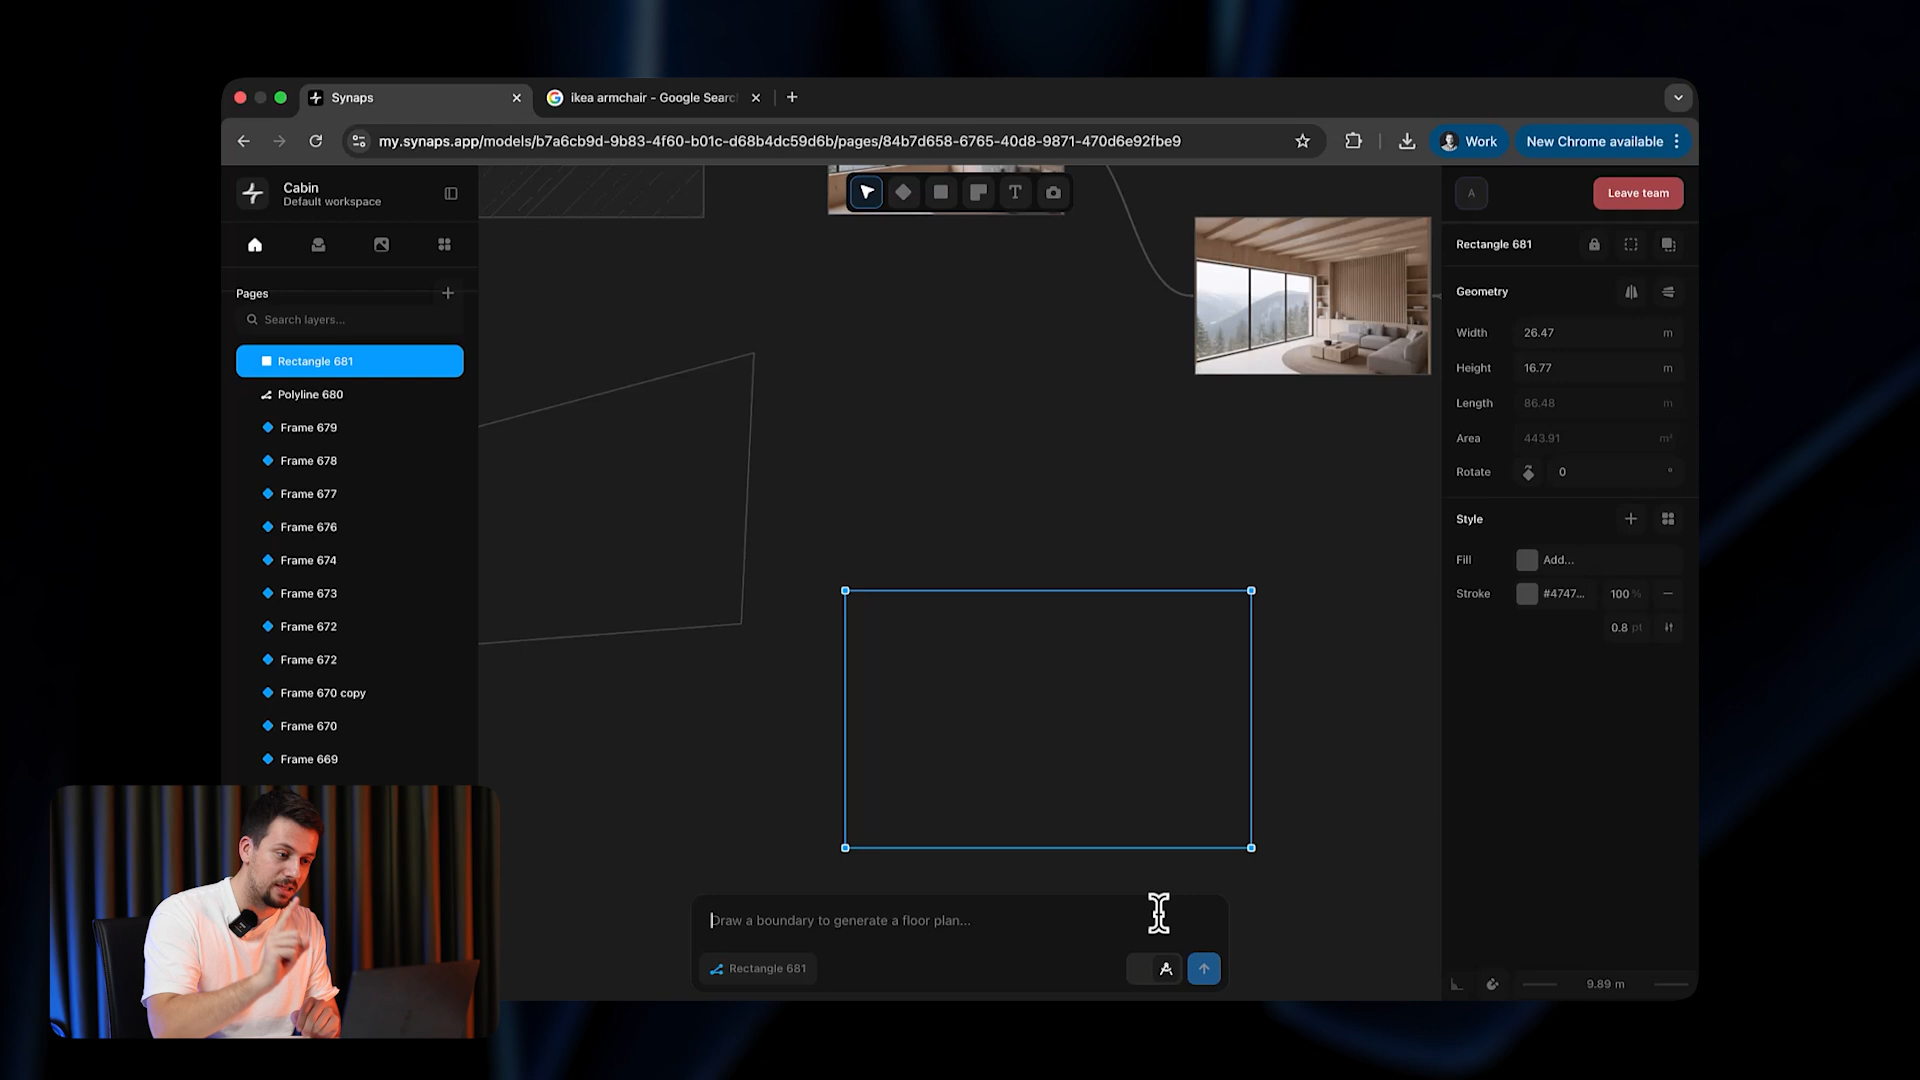 Synaps
ikea armchair - Google Searc
my.synaps.app/models/b7a6cb9d-9b83-4f60-b01c-d68b4dc59d6b/pages/84b7d658-6765-40d8-9871-470d6e92fbe9
Work
New Chrome available
Cabin
Default workspace
Pages
Search layers...
Rectangle 681
Polyline 680
Frame 679
Frame 678
Frame 677
Frame 676
Frame 674
Frame 673
Frame 672
Frame 672
Frame 670 copy
Frame 670
Frame 669
T
Draw a boundary to generate a floor plan...
Rectangle 681
A
Leave team
Rectangle 681
Geometry
Width 26.47 m
Height 16.77 m
Length 86.48 m
Area 443.91 m²
Rotate 0 °
Style
Fill Add...
Stroke #4747... 100 %
0.8 pt
9.89 m